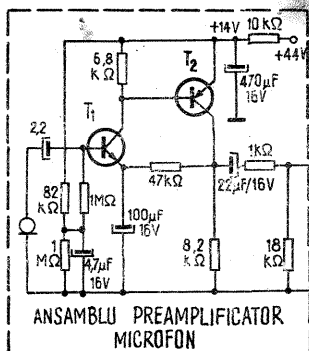 +14V
10 kΩ
+44V
6,8
kΩ
T2
470μF
16V
T1
2,2
1kΩ
47kΩ
22μF/16V
82
kΩ
1MΩ
100μF
16V
1
MΩ
4,7μF
16V
8,2
kΩ
18
kΩ
ANSAMBLU PREAMPLIFICATOR
MICROFON